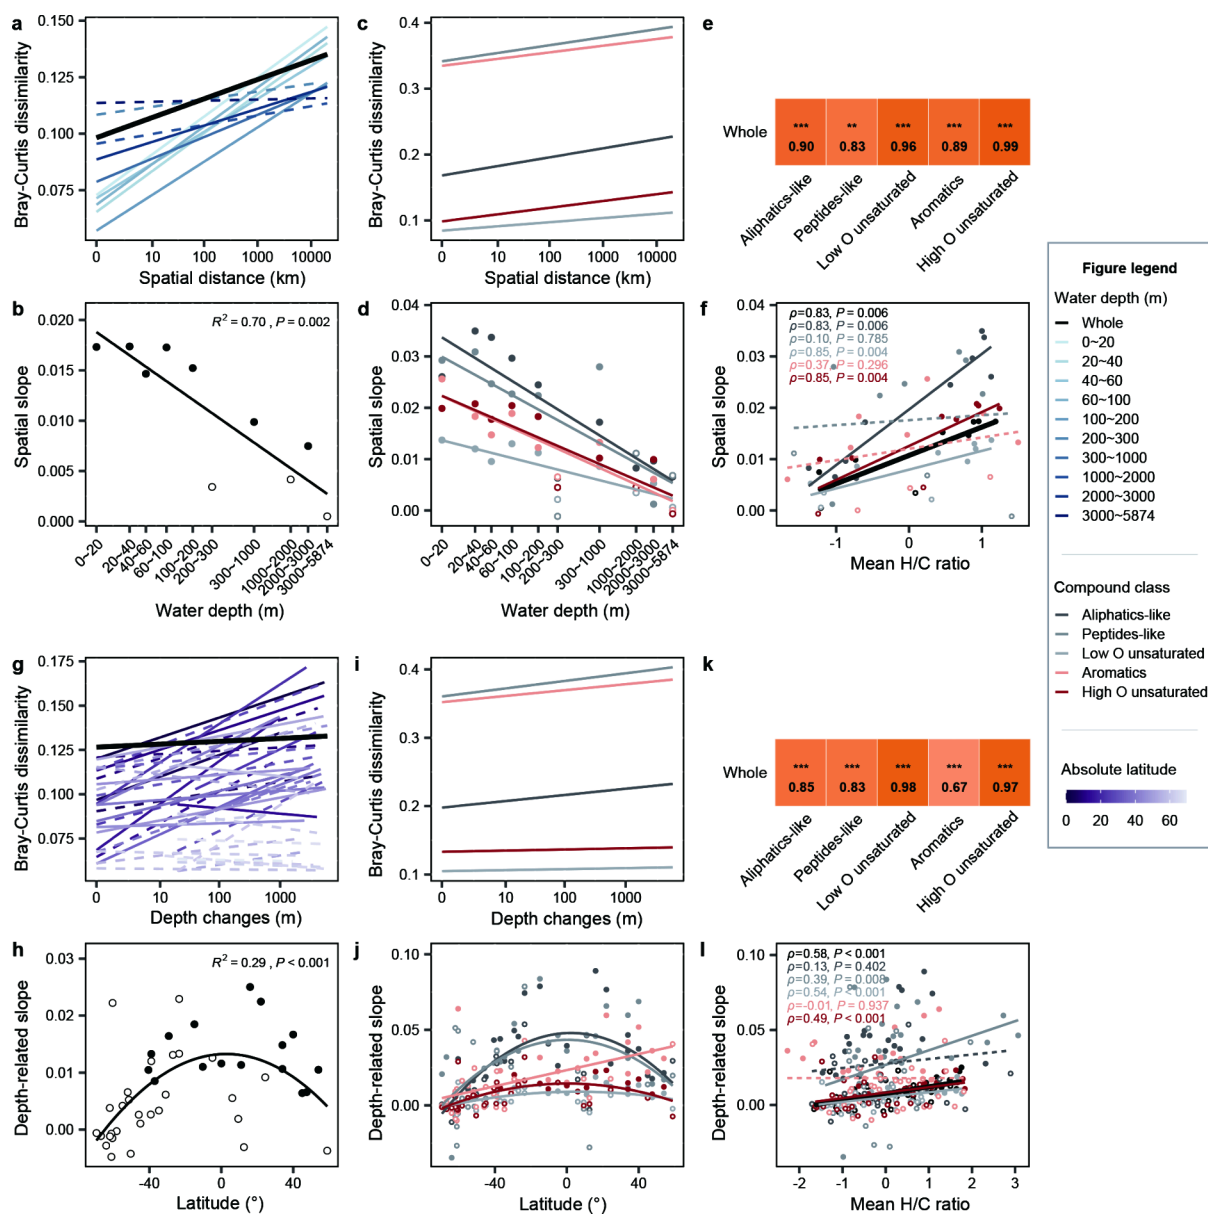 a
0.150
0.125
0.100
0.075
Bray-Curtis dissimilarity
0
10
100
1000
10000
Spatial distance (km)
c
0.4
0.3
0.2
0.1
Bray-Curtis dissimilarity
0
10
100
1000
10000
Spatial distance (km)
e
Whole
*** ** *** *** ***
0.90 0.83 0.96 0.89 0.99
Aliphatics-like
Peptides-like
Low O unsaturated
Aromatics
High O unsaturated
b
R² = 0.70 , P = 0.002
0.020
0.015
0.010
0.005
0.000
Spatial slope
0~20
20~40
40~60
60~100
100~200
200~300
300~1000
1000~2000
2000~3000
3000~5874
Water depth (m)
d
0.04
0.03
0.02
0.01
0.00
Spatial slope
0~20
20~40
40~60
60~100
100~200
200~300
300~1000
1000~2000
2000~3000
3000~5874
Water depth (m)
f
ρ=0.83, P = 0.006
ρ=0.83, P = 0.006
ρ=0.10, P = 0.785
ρ=0.85, P = 0.004
ρ=0.37, P = 0.296
ρ=0.85, P = 0.004
0.04
0.03
0.02
0.01
0.00
Spatial slope
-1
0
1
Mean H/C ratio
Figure legend
Water depth (m)
Whole
0~20
20~40
40~60
60~100
100~200
200~300
300~1000
1000~2000
2000~3000
3000~5874
Compound class
Aliphatics-like
Peptides-like
Low O unsaturated
Aromatics
High O unsaturated
Absolute latitude
0 20 40 60
g
0.175
0.150
0.125
0.100
0.075
Bray-Curtis dissimilarity
0
10
100
1000
Depth changes (m)
i
0.4
0.3
0.2
0.1
Bray-Curtis dissimilarity
0
10
100
1000
Depth changes (m)
k
Whole
*** *** *** *** ***
0.85 0.83 0.98 0.67 0.97
Aliphatics-like
Peptides-like
Low O unsaturated
Aromatics
High O unsaturated
h
R² = 0.29 , P < 0.001
0.03
0.02
0.01
0.00
Depth-related slope
-40
0
40
Latitude (°)
j
0.10
0.05
0.00
Depth-related slope
-40
0
40
Latitude (°)
l
ρ=0.58, P < 0.001
ρ=0.13, P = 0.402
ρ=0.39, P = 0.008
ρ=0.54, P < 0.001
ρ=-0.01, P = 0.937
ρ=0.49, P < 0.001
0.10
0.05
0.00
Depth-related slope
-2
-1
0
1
2
3
Mean H/C ratio